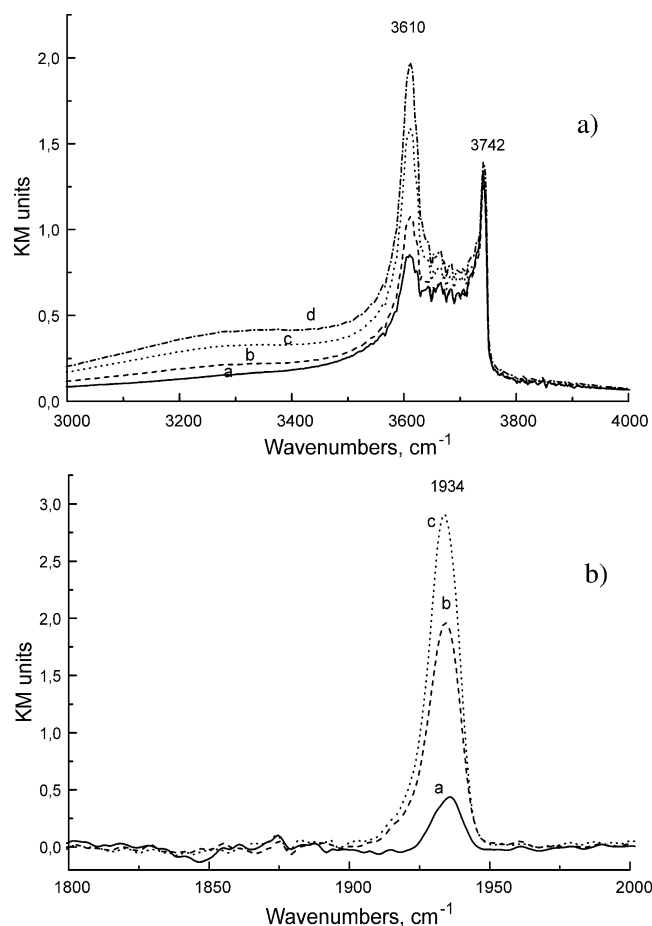 3610
2,0
a)
3742
1,5
KM units
1,0
d
0,5
c
b
a
0,0
3000 3200 3400 3600 3800 4000
Wavenumbers, cm-1
1934
3,0
c
2,5
b)
b
2,0
1,5
KM units
1,0
a
0,5
0,0
1800 1850 1900 1950 2000
Wavenumbers, cm-1